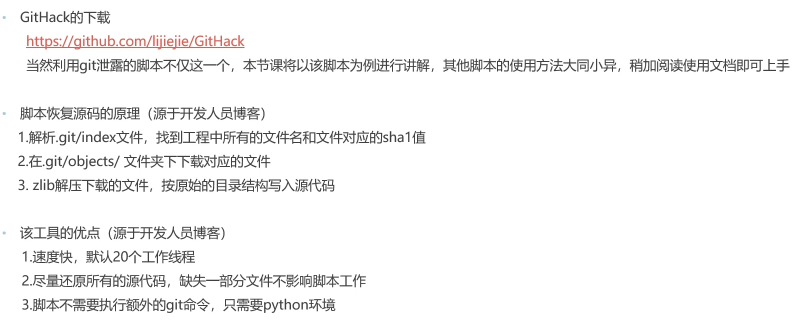 • GitHack的下载
https://github.com/lijiejie/GitHack
当然利用git泄露的脚本不仅这一个，本节课将以该脚本为例进行讲解，其他脚本的使用方法大同小异，稍加阅读使用文档即可上手
• 脚本恢复源码的原理（源于开发人员博客）
1.解析.git/index文件，找到工程中所有的文件名和文件对应的sha1值
2.在.git/objects/ 文件夹下下载对应的文件
3. zlib解压下载的文件，按原始的目录结构写入源代码
• 该工具的优点（源于开发人员博客）
1.速度快，默认20个工作线程
2.尽量还原所有的源代码，缺失一部分文件不影响脚本工作
3.脚本不需要执行额外的git命令，只需要python环境